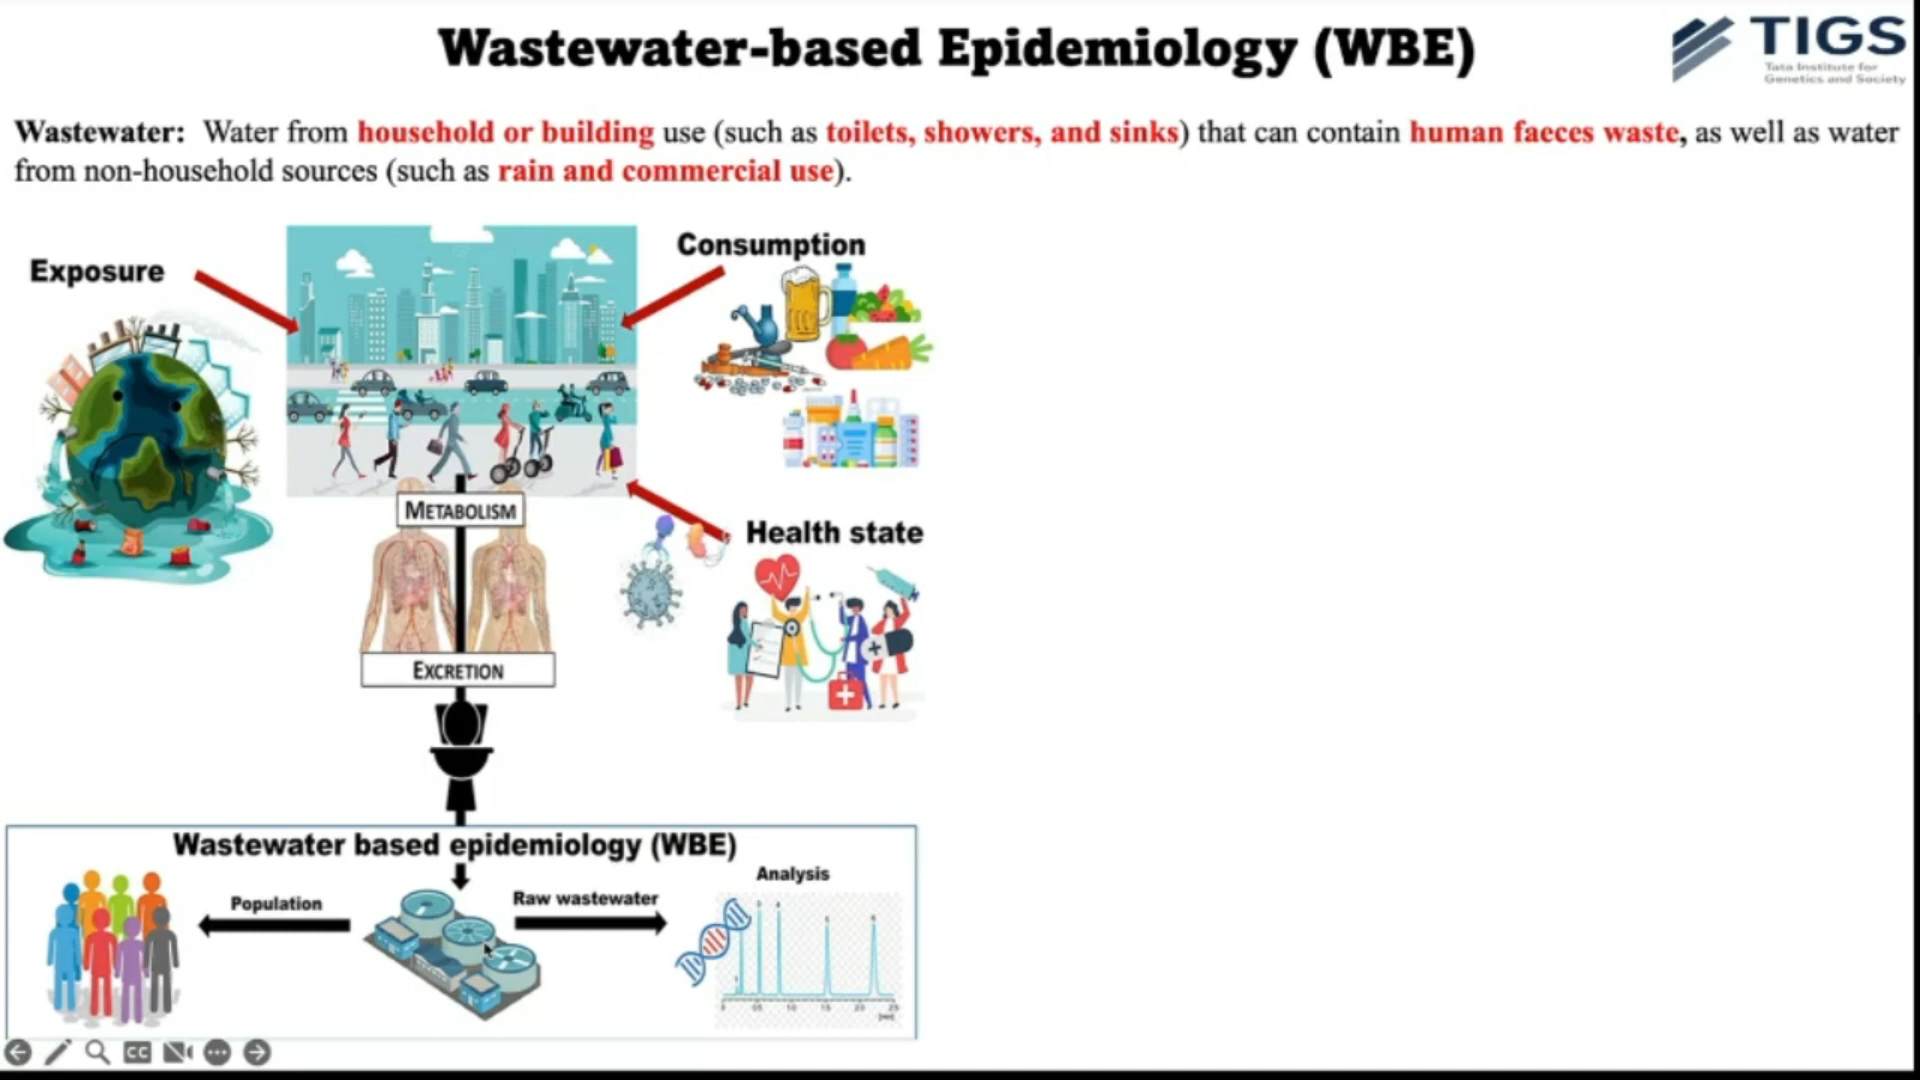 Wastewater-based Epidemiology (WBE)
TIGS
Tata Institute for
Genetics and Society
Wastewater: Water from household or building use (such as toilets, showers, and sinks) that can contain human faeces waste, as well as water
from non-household sources (such as rain and commercial use).
Exposure
Consumption
METABOLISM
Health state
EXCRETION
Wastewater based epidemiology (WBE)
Population
Raw wastewater
Analysis
CC